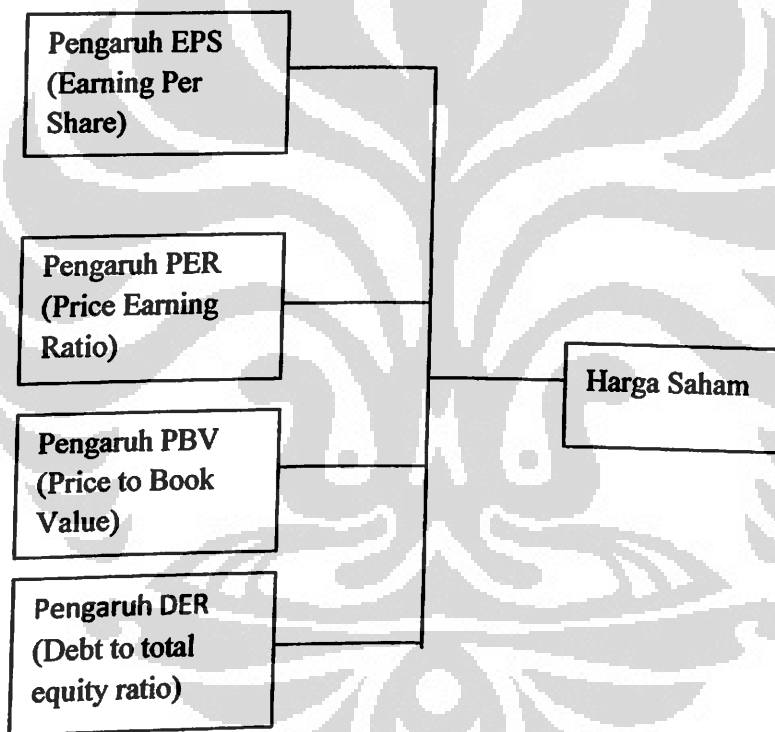 Pengaruh EPS
(Earning Per
Share)
Pengaruh PER
(Price Earning
Ratio)
Harga Saham
Pengaruh PBV
(Price to Book
Value)
Pengaruh DER
(Debt to total
equity ratio)